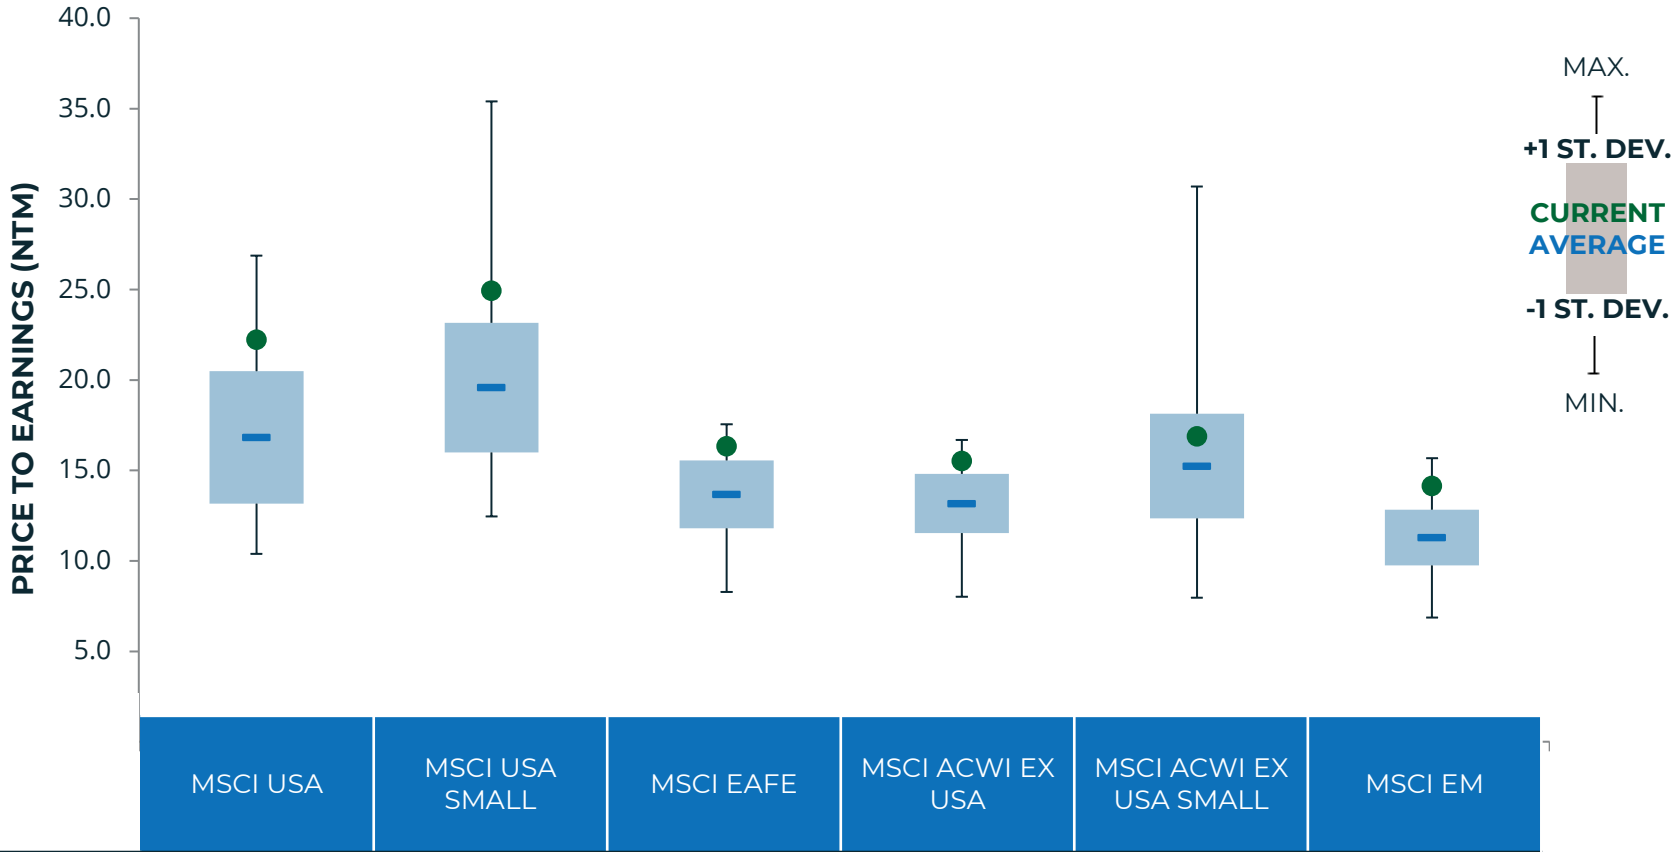 40.0
35.0
30.0
25.0
20.0
15.0
10.0
5.0
PRICE TO EARNINGS (NTM)
MSCI USA
MSCI USA
SMALL
MSCI EAFE
MSCI ACWI EX
USA
MSCI ACWI EX
USA SMALL
MSCI EM
MAX.
+1 ST. DEV.
CURRENT
AVERAGE
-1 ST. DEV.
MIN.